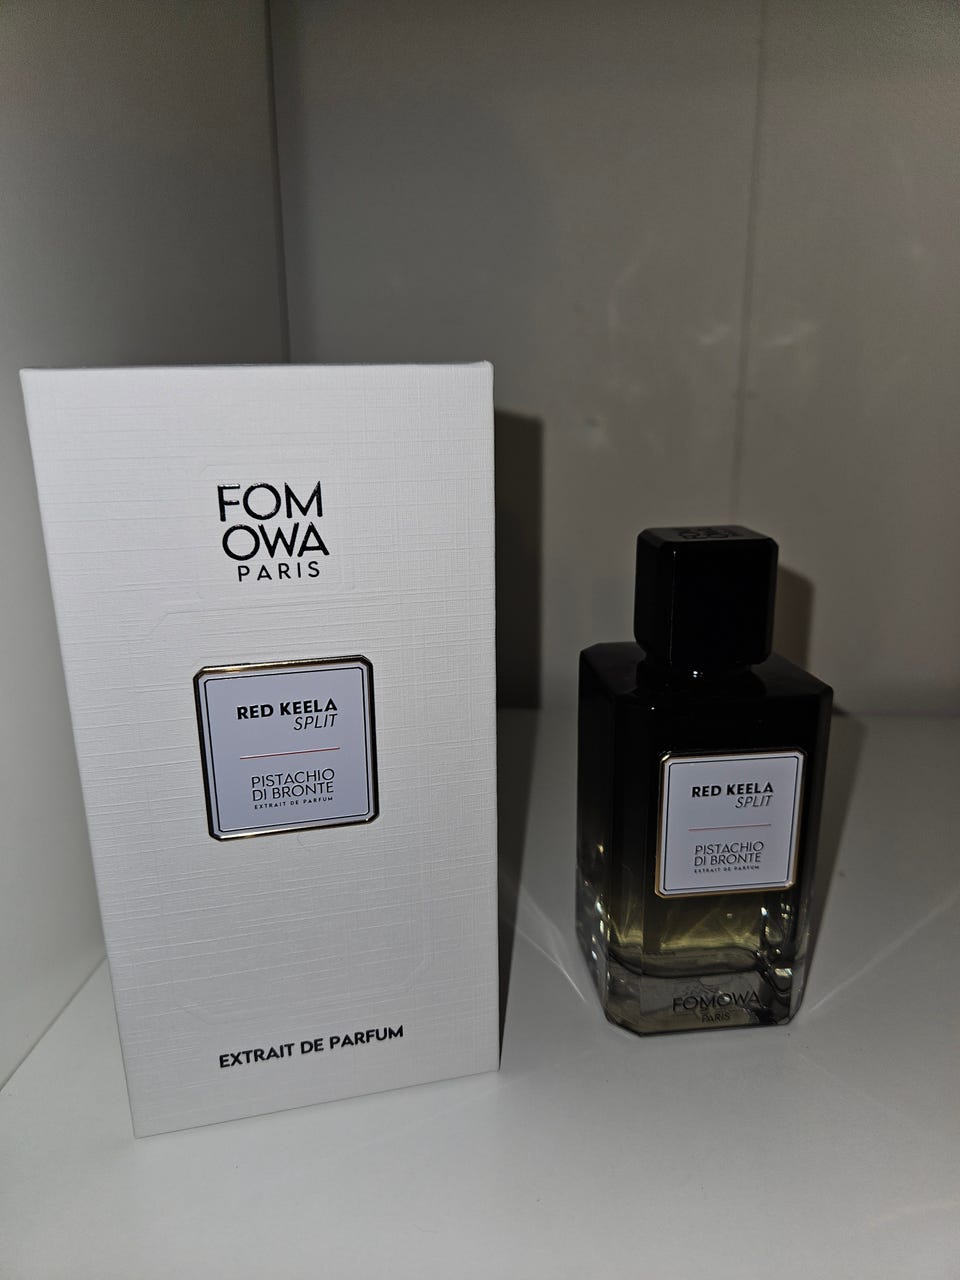 FOM
OWA
PARIS
RED KEELA
SPLIT
PISTACHIO
DI BRONTE
EXTRAIT DE PARFUM
EXTRAIT DE PARFUM
RED KEELA
SPLIT
PISTACHIO
DI BRONTE
EXTRAIT DE PARFUM
FOMOWA
PARIS